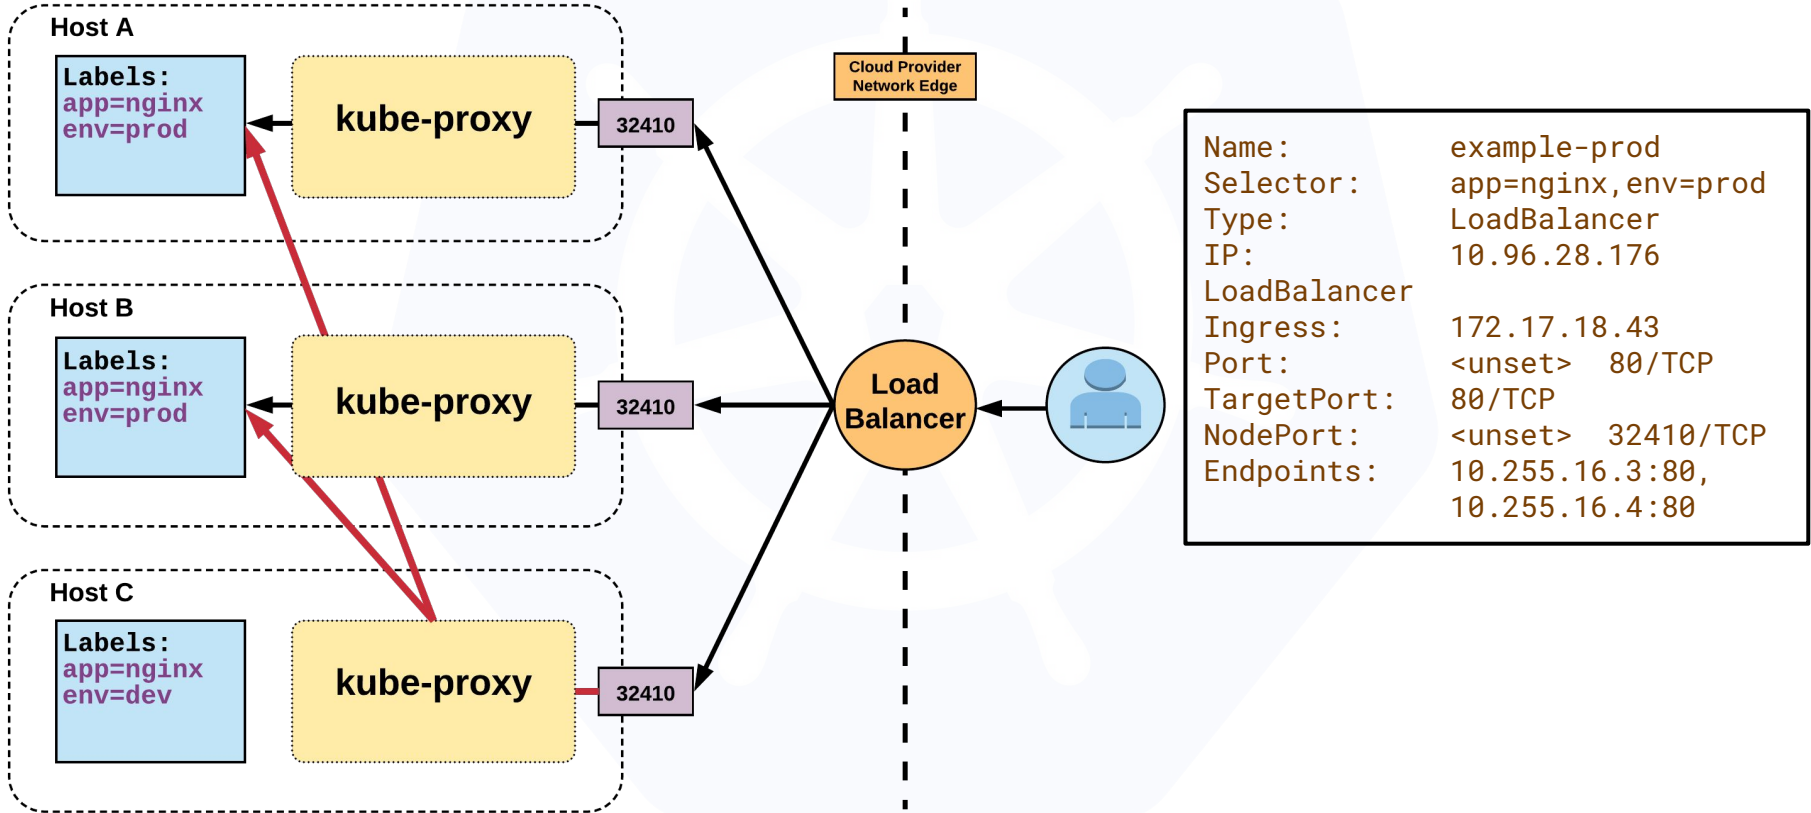 Host A
Labels:
app=nginx
env=prod
kube-proxy
32410
Host B
Labels:
app=nginx
env=prod
kube-proxy
32410
Host C
Labels:
app=nginx
env=dev
kube-proxy
32410
Cloud Provider
Network Edge
Load
Balancer
Name: example-prod
Selector: app=nginx,env=prod
Type: LoadBalancer
IP: 10.96.28.176
LoadBalancer
Ingress: 172.17.18.43
Port: <unset> 80/TCP
TargetPort: 80/TCP
NodePort: <unset> 32410/TCP
Endpoints: 10.255.16.3:80,
10.255.16.4:80